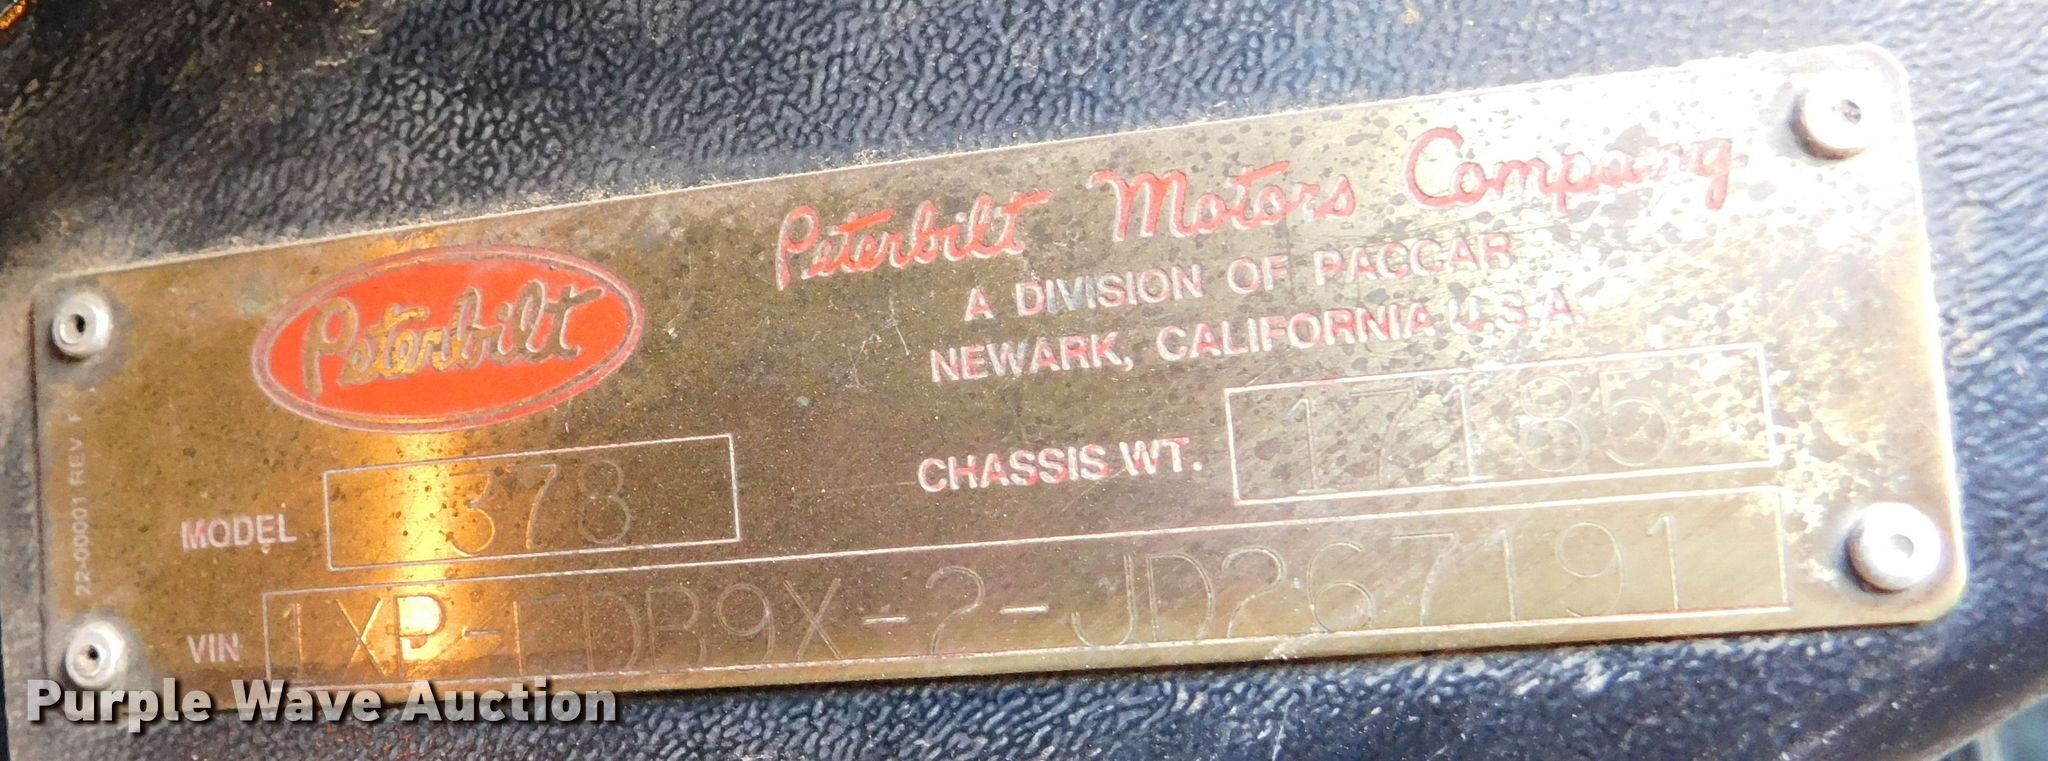 Peterbilt Motors Company
A DIVISION OF PACCAR
NEWARK, CALIFORNIA U.S.A.
Peterbilt
MODEL 378
CHASSIS WT. 17185
VIN 1XP-FDB9X-2-JD267191
22-00001 REV F
Purple Wave Auction